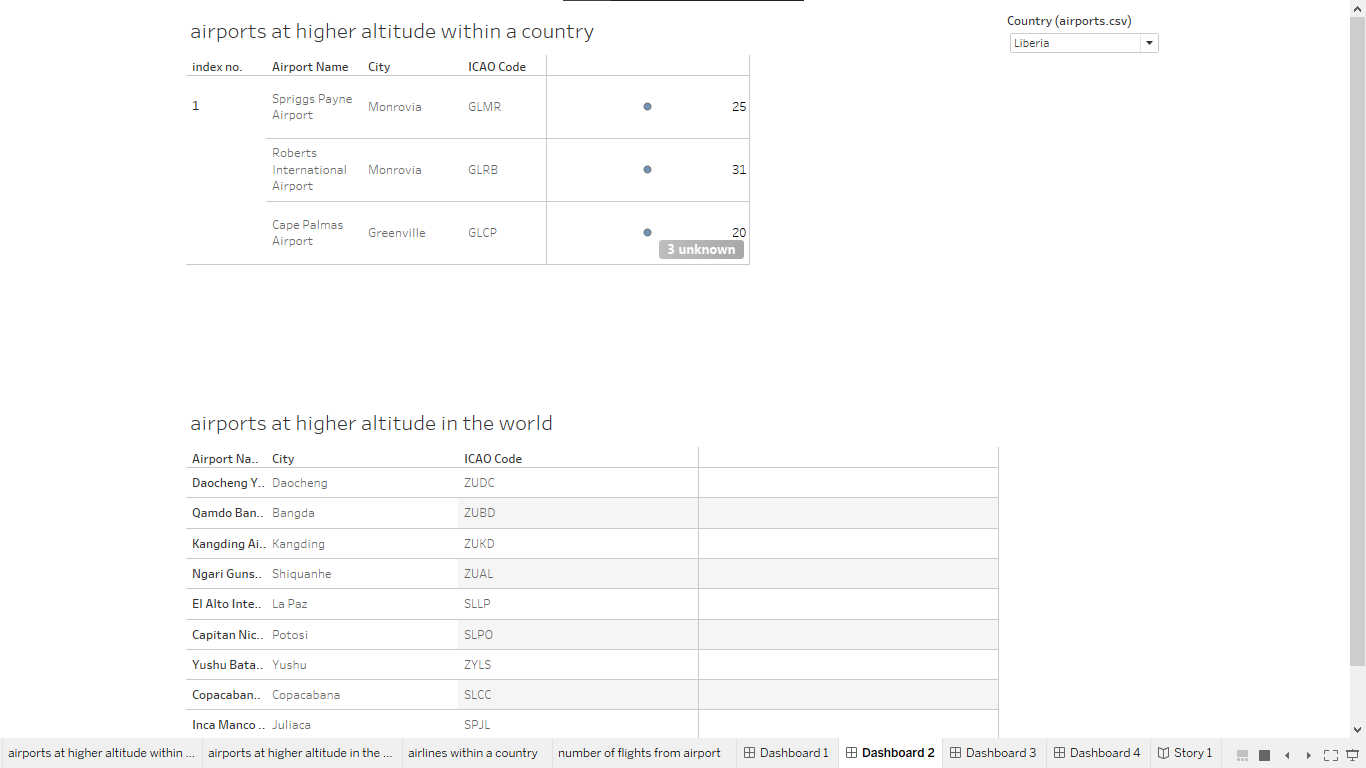 airports at higher altitude within a country
Country (airports.csv)
Liberia
index no. Airport Name City ICAO Code
1 Spriggs Payne Airport Monrovia GLMR 25
Roberts International Airport Monrovia GLRB 31
Cape Palmas Airport Greenville GLCP 20
3 unknown
airports at higher altitude in the world
Airport Na.. City ICAO Code
Daocheng Y.. Daocheng ZUDC
Qamdo Ban.. Bangda ZUBD
Kangding Ai.. Kangding ZUKD
Ngari Guns.. Shiquanhe ZUAL
El Alto Inte.. La Paz SLLP
Capitan Nic.. Potosi SLPO
Yushu Bata.. Yushu ZYLS
Copacaban.. Copacabana SLCC
Inca Manco .. Juliaca SPJL
airports at higher altitude within ... airports at higher altitude in the ... airlines within a country number of flights from airport Dashboard 1 Dashboard 2 Dashboard 3 Dashboard 4 Story 1